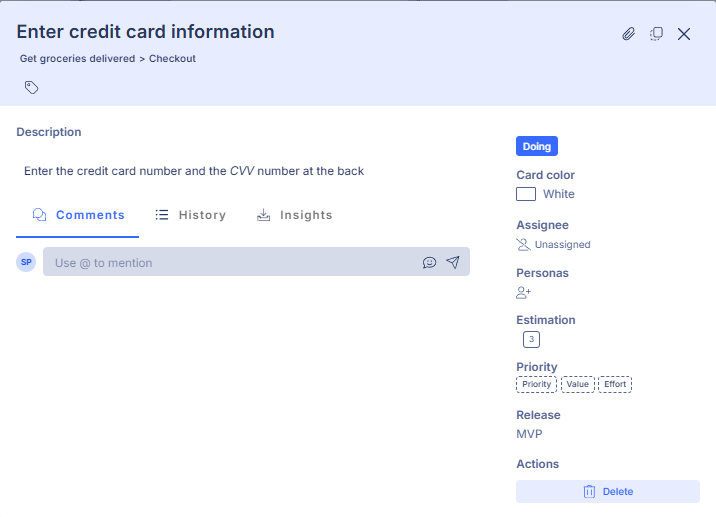 Enter credit card information
Get groceries delivered > Checkout
Description
Enter the credit card number and the CVV number at the back
Comments History Insights
SP Use @ to mention
Doing
Card color
White
Assignee
Unassigned
Personas
Estimation
3
Priority
Priority Value Effort
Release
MVP
Actions
Delete